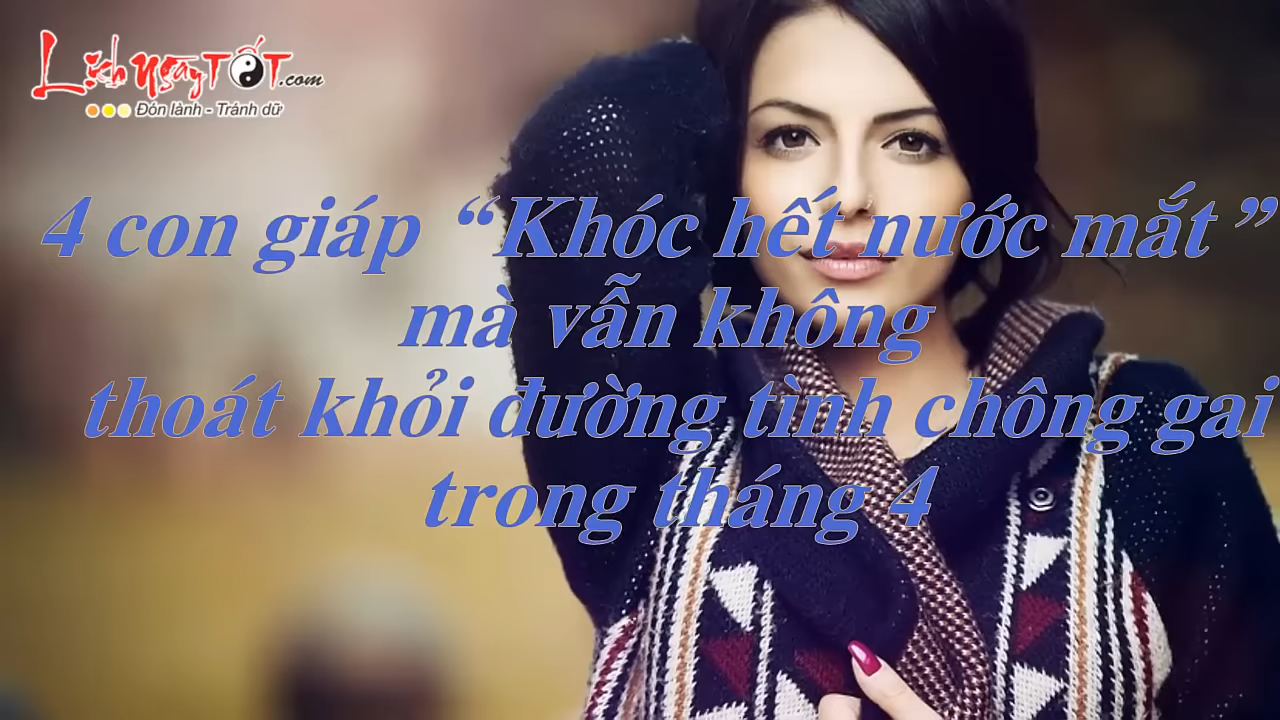 LịchngàyTỐT.com
Đón lành - Tránh dữ
4 con giáp “Khóc hết nước mắt”
mà vẫn không
thoát khỏi đường tình chông gai
trong tháng 4